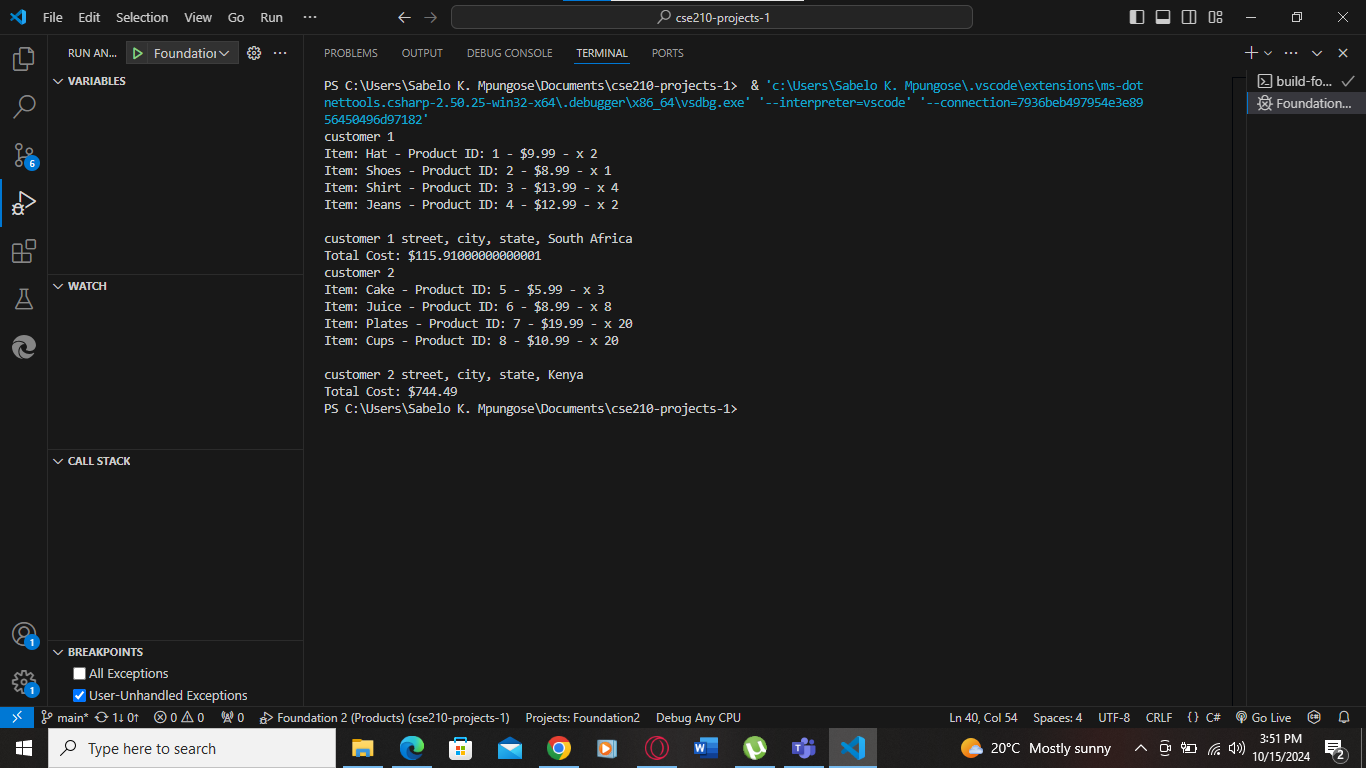 File Edit Selection View Go Run ···
cse210-projects-1
RUN AN... Foundation ···
PROBLEMS OUTPUT DEBUG CONSOLE TERMINAL PORTS
VARIABLES
WATCH
CALL STACK
BREAKPOINTS
All Exceptions
User-Unhandled Exceptions
PS C:\Users\Sabelo K. Mpungose\Documents\cse210-projects-1>  & 'c:\Users\Sabelo K. Mpungose\.vscode\extensions\ms-dot
nettools.csharp-2.50.25-win32-x64\.debugger\x86_64\vsdbg.exe' '--interpreter=vscode' '--connection=7936beb497954e3e89
56450496d97182'
customer 1
Item: Hat - Product ID: 1 - $9.99 - x 2
Item: Shoes - Product ID: 2 - $8.99 - x 1
Item: Shirt - Product ID: 3 - $13.99 - x 4
Item: Jeans - Product ID: 4 - $12.99 - x 2
customer 1 street, city, state, South Africa
Total Cost: $115.91000000000001
customer 2
Item: Cake - Product ID: 5 - $5.99 - x 3
Item: Juice - Product ID: 6 - $8.99 - x 8
Item: Plates - Product ID: 7 - $19.99 - x 20
Item: Cups - Product ID: 8 - $10.99 - x 20
customer 2 street, city, state, Kenya
Total Cost: $744.49
PS C:\Users\Sabelo K. Mpungose\Documents\cse210-projects-1>
build-fo...
Foundation...
6
1
1
main* 1↓ 0↑ 0 0 0 Foundation 2 (Products) (cse210-projects-1) Projects: Foundation2 Debug Any CPU Ln 40, Col 54 Spaces: 4 UTF-8 CRLF {} C# Go Live
Type here to search
20°C Mostly sunny
3:51 PM
10/15/2024
2